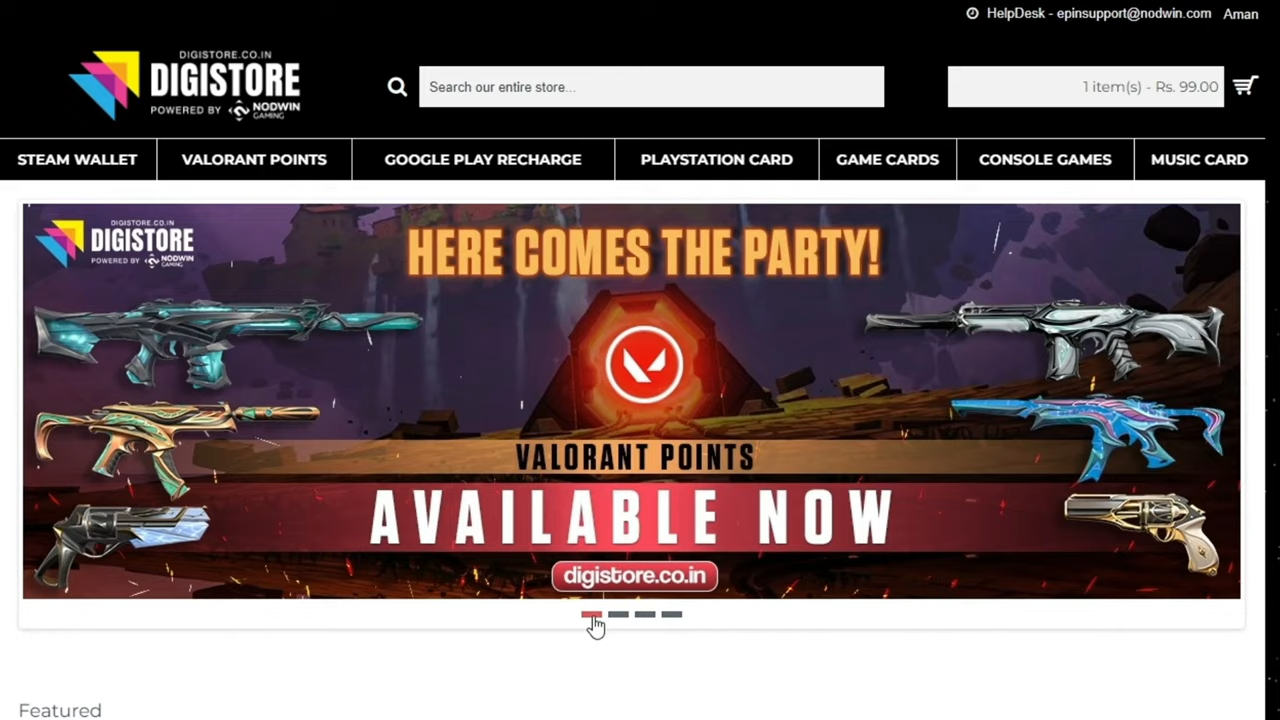 HelpDesk - epinsupport@nodwin.com Aman
DIGISTORE.CO.IN
DIGISTORE
POWERED BY NODWIN GAMING
Search our entire store...
1 item(s) - Rs. 99.00
STEAM WALLET VALORANT POINTS GOOGLE PLAY RECHARGE PLAYSTATION CARD GAME CARDS CONSOLE GAMES MUSIC CARD
DIGISTORE.CO.IN
DIGISTORE
POWERED BY NODWIN GAMING
HERE COMES THE PARTY!
VALORANT POINTS
AVAILABLE NOW
digistore.co.in
Featured